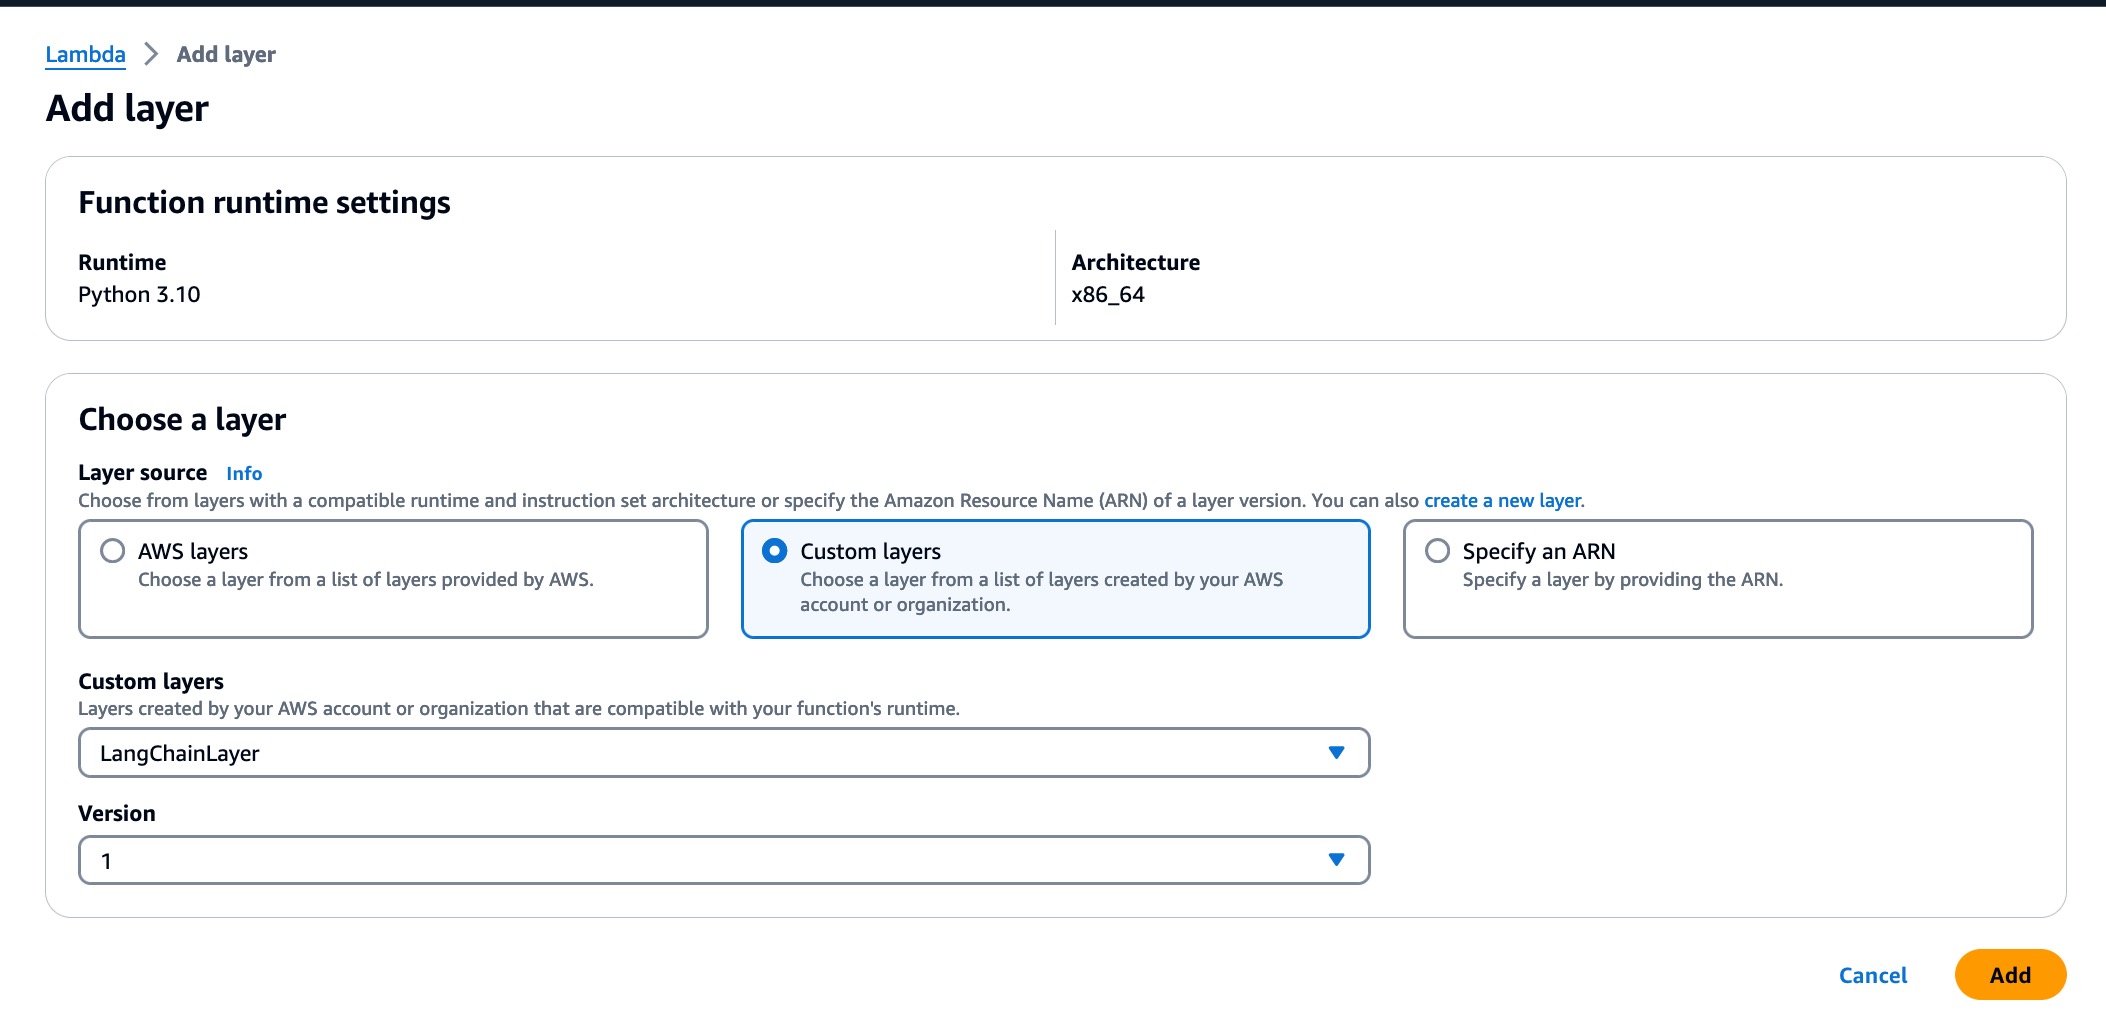 Lambda > Add layer
Add layer
Function runtime settings
Runtime
Python 3.10
Architecture
x86_64
Choose a layer
Layer source Info
Choose from layers with a compatible runtime and instruction set architecture or specify the Amazon Resource Name (ARN) of a layer version. You can also create a new layer.
AWS layers
Choose a layer from a list of layers provided by AWS.
Custom layers
Choose a layer from a list of layers created by your AWS
account or organization.
Specify an ARN
Specify a layer by providing the ARN.
Custom layers
Layers created by your AWS account or organization that are compatible with your function's runtime.
LangChainLayer
Version
1
Cancel
Add